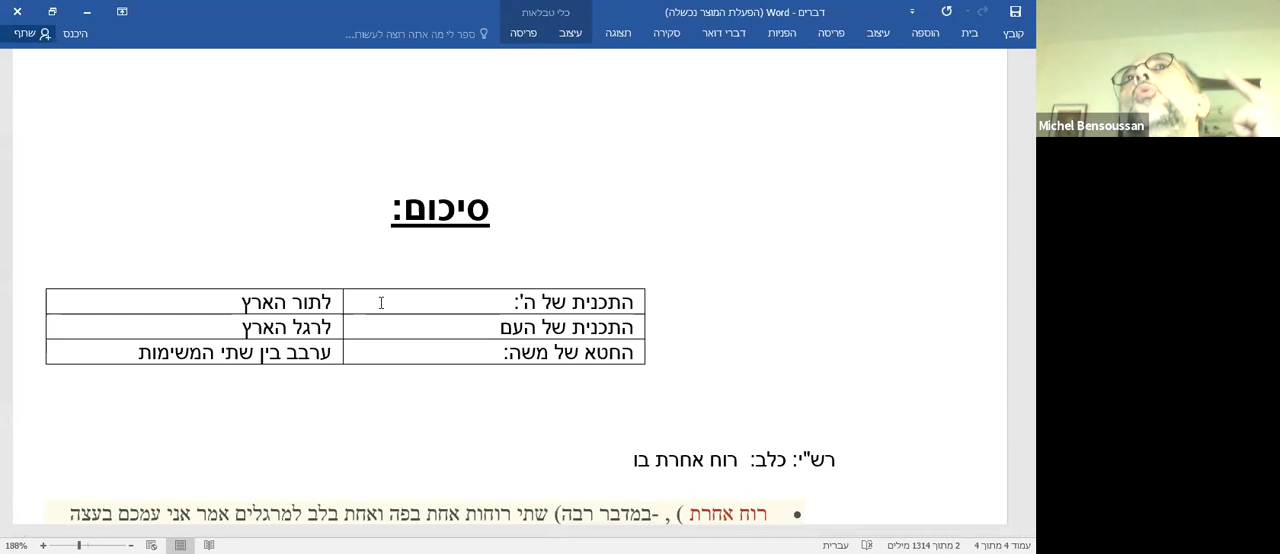 דברים - Word (הפעלת המוצר נכשלה)
כלי טבלאות
קובץ בית הוספה עיצוב פריסה הפניות דברי דואר סקירה תצוגה עיצוב פריסה ספר לי מה אתה רוצה לעשות... היכנס שתף
Michel Bensoussan
סיכום:
התכנית של ה': לתור הארץ
התכנית של העם לרגל הארץ
החטא של משה: ערבב בין שתי המשימות
רש"י: כלב: רוח אחרת בו
• רוח אחרת ) , -במדבר רבה) שתי רוחות אחת בפה ואחת בלב למרגלים אמר אני עמכם בעצה
עמוד 4 מתוך 4 2 מתוך 1314 מילים עברית 188%